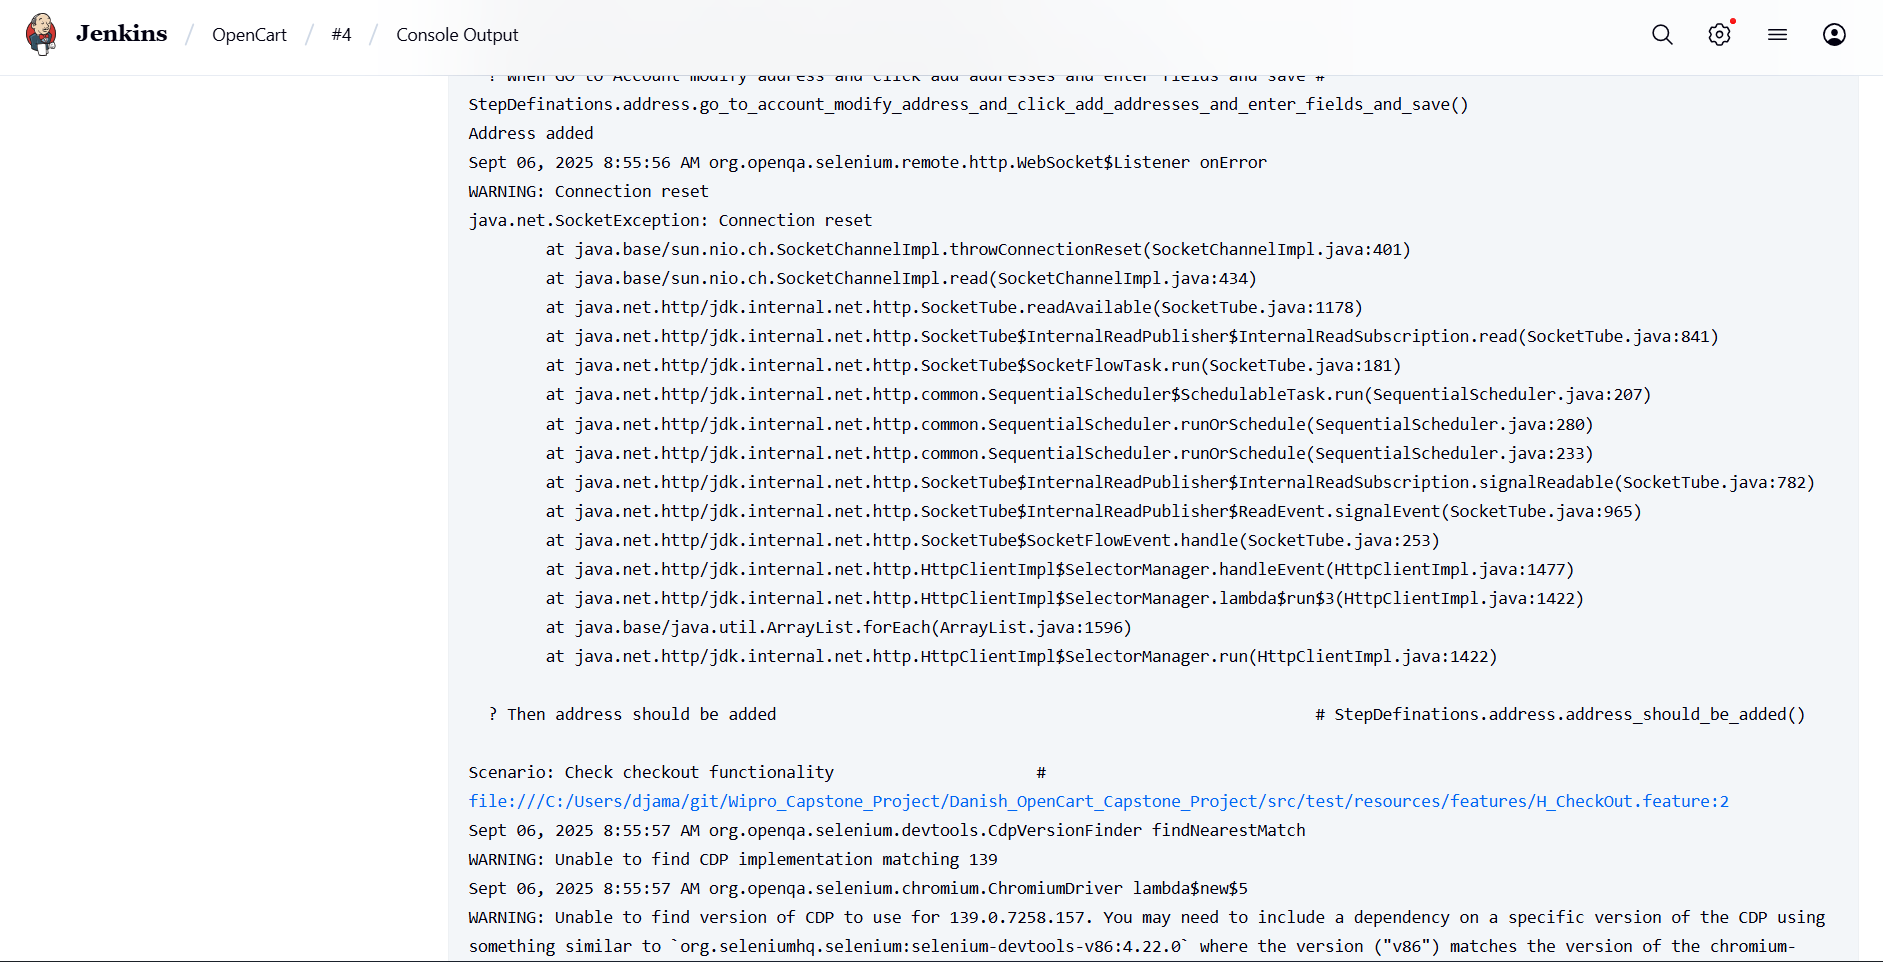 Jenkins / OpenCart / #4 / Console Output
? When Go to Account modify address and click add addresses and enter fields and save #
StepDefinations.address.go_to_account_modify_address_and_click_add_addresses_and_enter_fields_and_save()
Address added
Sept 06, 2025 8:55:56 AM org.openqa.selenium.remote.http.WebSocket$Listener onError
WARNING: Connection reset
java.net.SocketException: Connection reset
at java.base/sun.nio.ch.SocketChannelImpl.throwConnectionReset(SocketChannelImpl.java:401)
at java.base/sun.nio.ch.SocketChannelImpl.read(SocketChannelImpl.java:434)
at java.net.http/jdk.internal.net.http.SocketTube.readAvailable(SocketTube.java:1178)
at java.net.http/jdk.internal.net.http.SocketTube$InternalReadPublisher$InternalReadSubscription.read(SocketTube.java:841)
at java.net.http/jdk.internal.net.http.SocketTube$SocketFlowTask.run(SocketTube.java:181)
at java.net.http/jdk.internal.net.http.common.SequentialScheduler$SchedulableTask.run(SequentialScheduler.java:207)
at java.net.http/jdk.internal.net.http.common.SequentialScheduler.runOrSchedule(SequentialScheduler.java:280)
at java.net.http/jdk.internal.net.http.common.SequentialScheduler.runOrSchedule(SequentialScheduler.java:233)
at java.net.http/jdk.internal.net.http.SocketTube$InternalReadPublisher$InternalReadSubscription.signalReadable(SocketTube.java:782)
at java.net.http/jdk.internal.net.http.SocketTube$InternalReadPublisher$ReadEvent.signalEvent(SocketTube.java:965)
at java.net.http/jdk.internal.net.http.SocketTube$SocketFlowEvent.handle(SocketTube.java:253)
at java.net.http/jdk.internal.net.http.HttpClientImpl$SelectorManager.handleEvent(HttpClientImpl.java:1477)
at java.net.http/jdk.internal.net.http.HttpClientImpl$SelectorManager.lambda$run$3(HttpClientImpl.java:1422)
at java.base/java.util.ArrayList.forEach(ArrayList.java:1596)
at java.net.http/jdk.internal.net.http.HttpClientImpl$SelectorManager.run(HttpClientImpl.java:1422)
? Then address should be added # StepDefinations.address.address_should_be_added()
Scenario: Check checkout functionality #
file:///C:/Users/djama/git/Wipro_Capstone_Project/Danish_OpenCart_Capstone_Project/src/test/resources/features/H_CheckOut.feature:2
Sept 06, 2025 8:55:57 AM org.openqa.selenium.devtools.CdpVersionFinder findNearestMatch
WARNING: Unable to find CDP implementation matching 139
Sept 06, 2025 8:55:57 AM org.openqa.selenium.chromium.ChromiumDriver lambda$new$5
WARNING: Unable to find version of CDP to use for 139.0.7258.157. You may need to include a dependency on a specific version of the CDP using
something similar to `org.seleniumhq.selenium:selenium-devtools-v86:4.22.0` where the version ("v86") matches the version of the chromium-